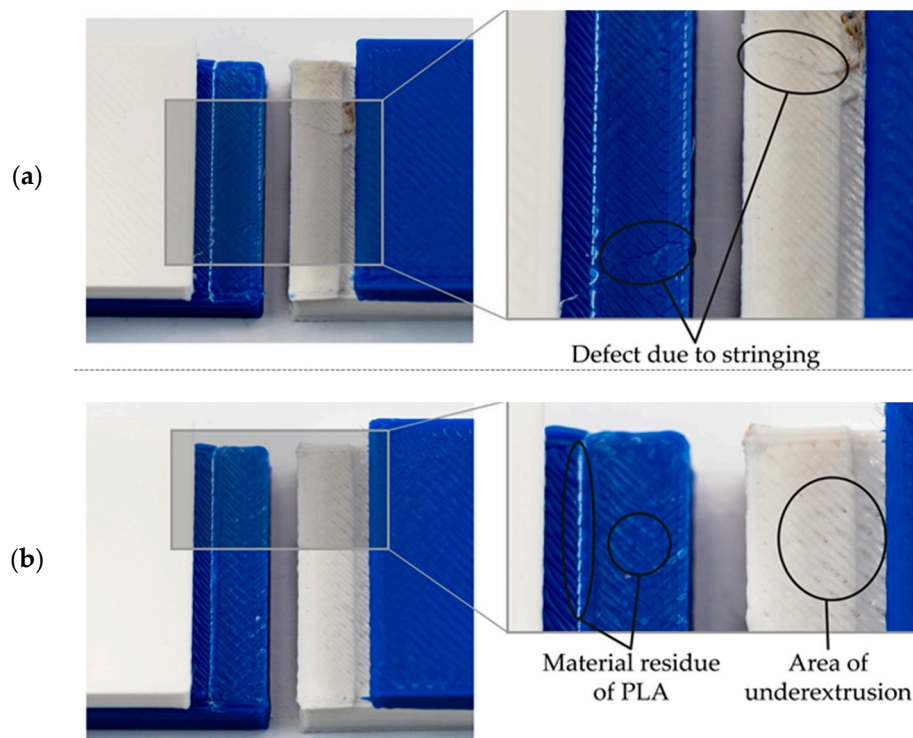 (a)
Defect due to stringing
(b)
Material residue
of PLA
Area of
underextrusion